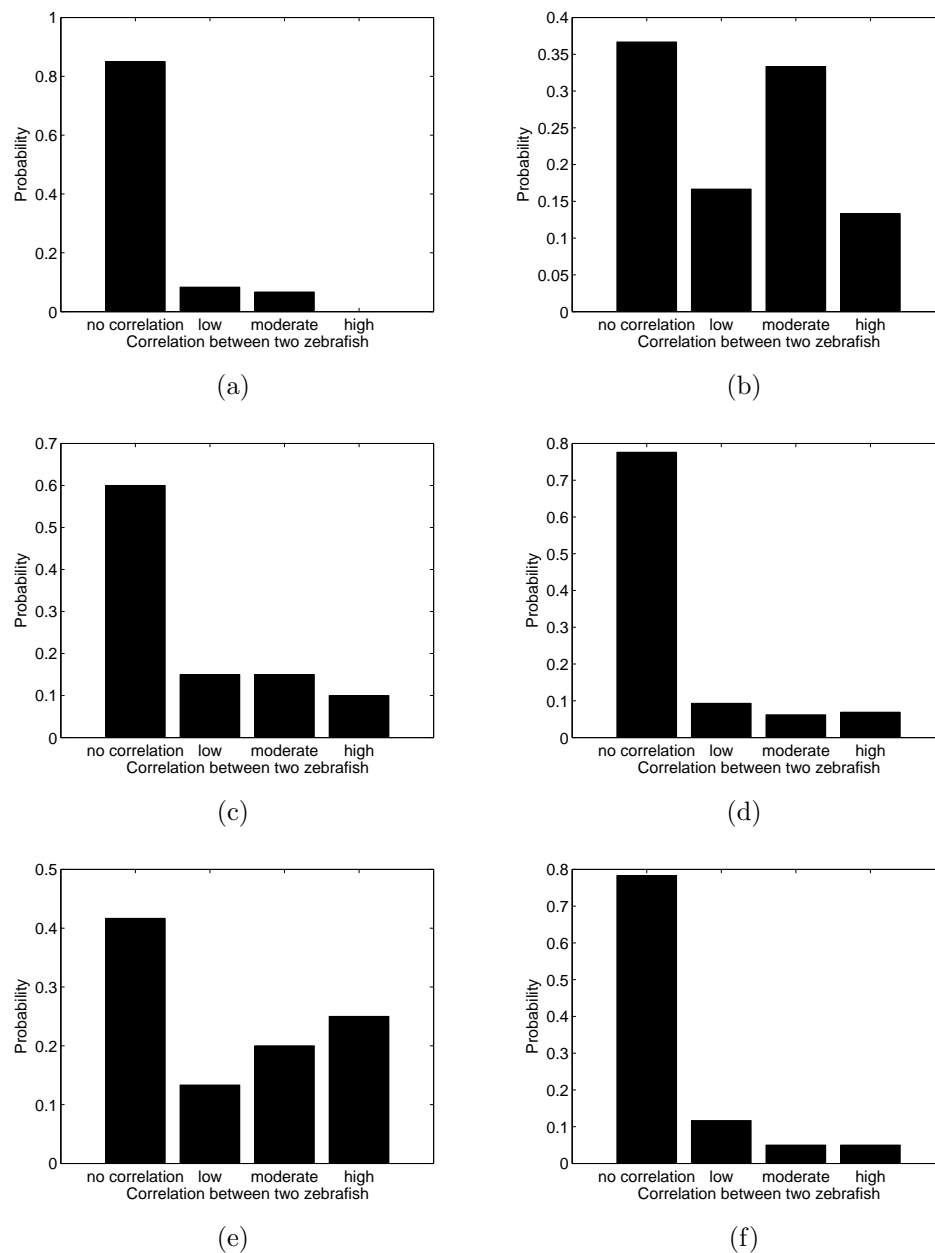 1
0.8
0.6
0.4
0.2
0
Probability
no correlation low moderate high
Correlation between two zebrafish
(a)
0.4
0.35
0.3
0.25
0.2
0.15
0.1
0.05
0
Probability
no correlation low moderate high
Correlation between two zebrafish
(b)
0.7
0.6
0.5
0.4
0.3
0.2
0.1
0
Probability
no correlation low moderate high
Correlation between two zebrafish
(c)
0.8
0.7
0.6
0.5
0.4
0.3
0.2
0.1
0
Probability
no correlation low moderate high
Correlation between two zebrafish
(d)
0.5
0.4
0.3
0.2
0.1
0
Probability
no correlation low moderate high
Correlation between two zebrafish
(e)
0.8
0.7
0.6
0.5
0.4
0.3
0.2
0.1
0
Probability
no correlation low moderate high
Correlation between two zebrafish
(f)